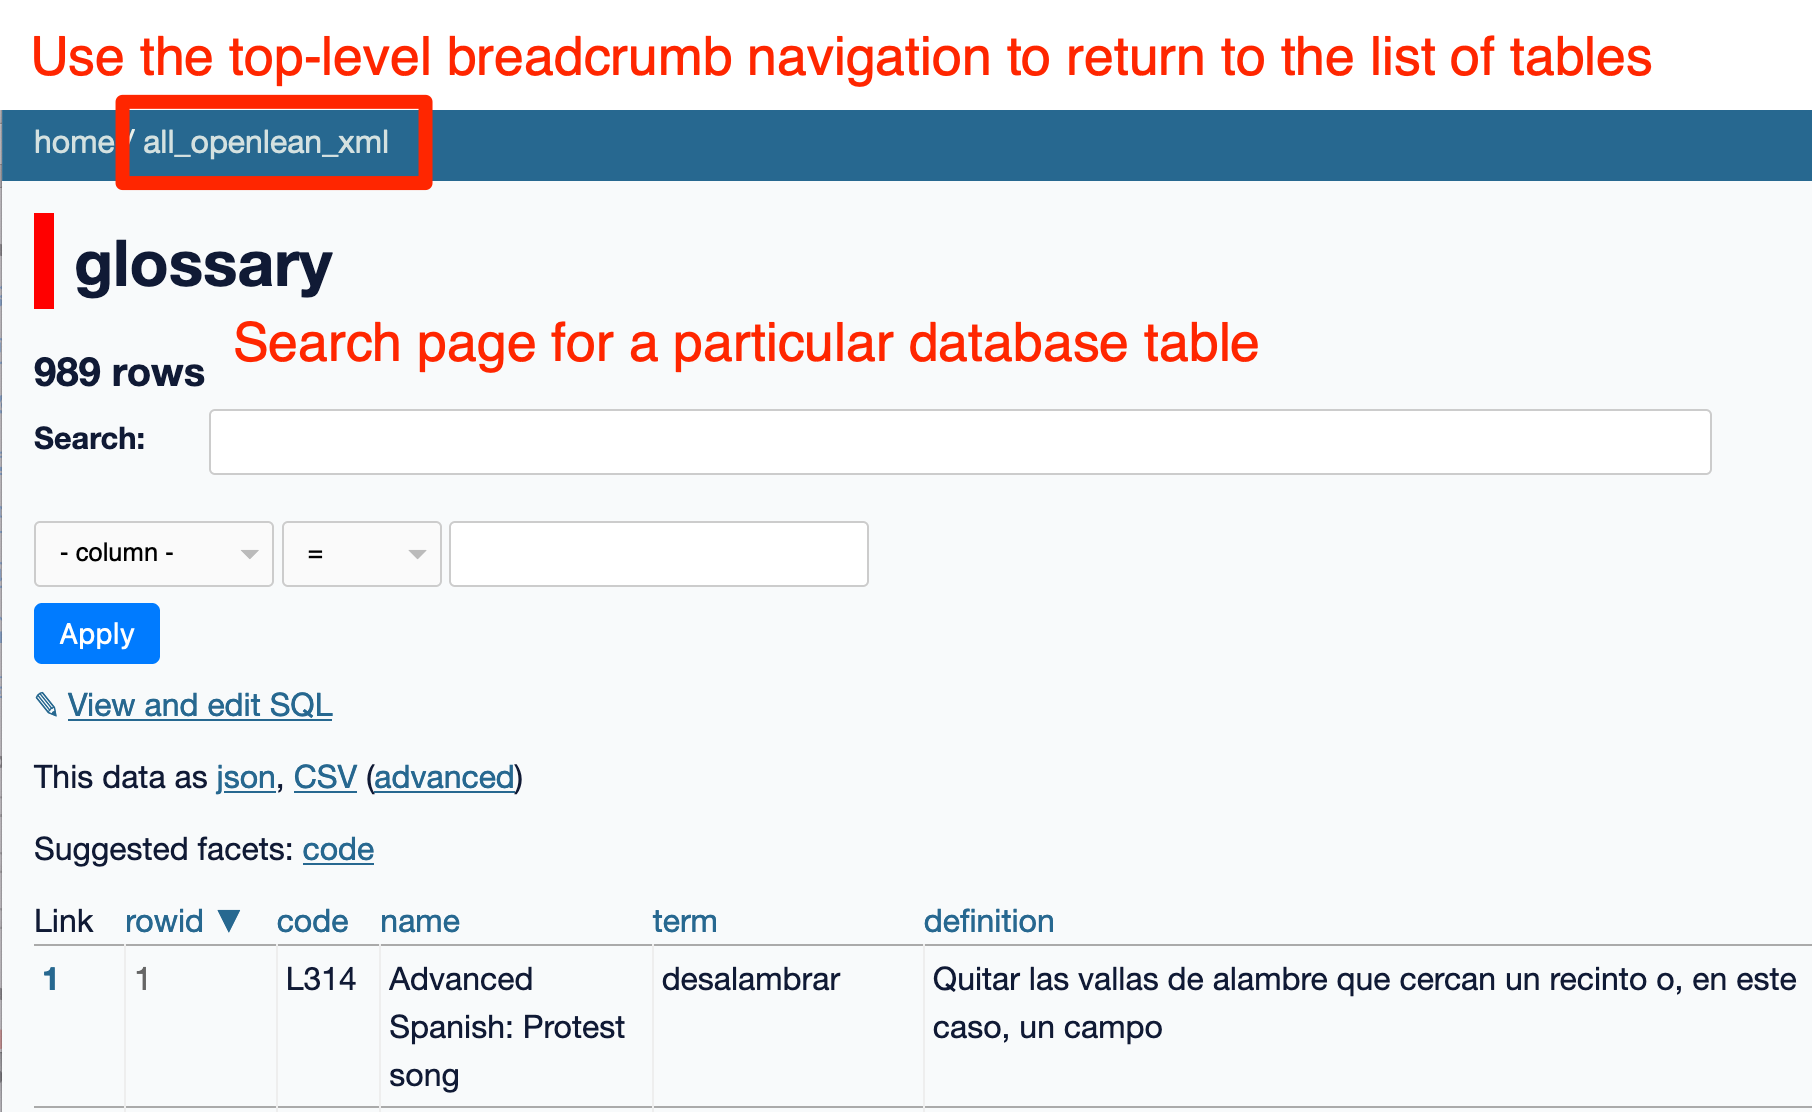 Use the top-level breadcrumb navigation to return to the list of tables
home / all_openlean_xml
glossary
Search page for a particular database table
989 rows
Search:
- column - =
Apply
✎ View and edit SQL
This data as json, CSV (advanced)
Suggested facets: code
Link rowid ▼ code name term definition
1 1 L314 Advanced desalambrar Quitar las vallas de alambre que cercan un recinto o, en este
Spanish: Protest caso, un campo
song